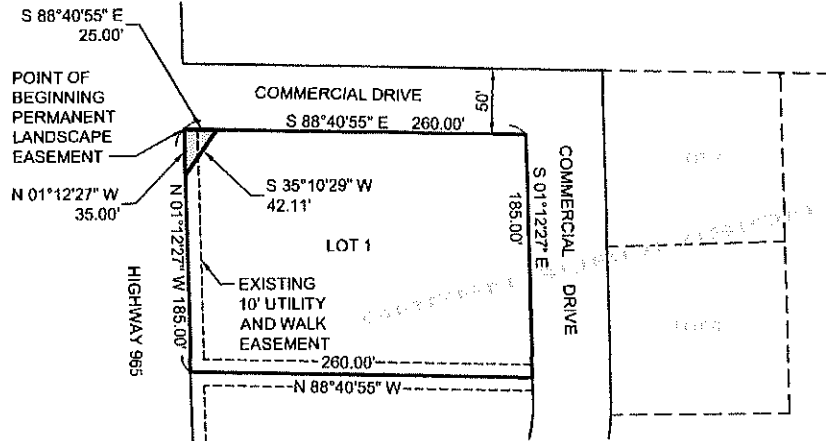 S 88°40'55" E
25.00'
POINT OF
BEGINNING
PERMANENT
LANDSCAPE
EASEMENT
N 01°12'27" W
35.00'
COMMERCIAL DRIVE
50'
S 88°40'55" E 260.00'
S 35°10'29" W
42.11'
N 01°12'27" W 185.00'
LOT 1
S 01°12'27" E
185.00'
COMMERCIAL DRIVE
HIGHWAY 965
EXISTING
10' UTILITY
AND WALK
EASEMENT
260.00'
N 88°40'55" W